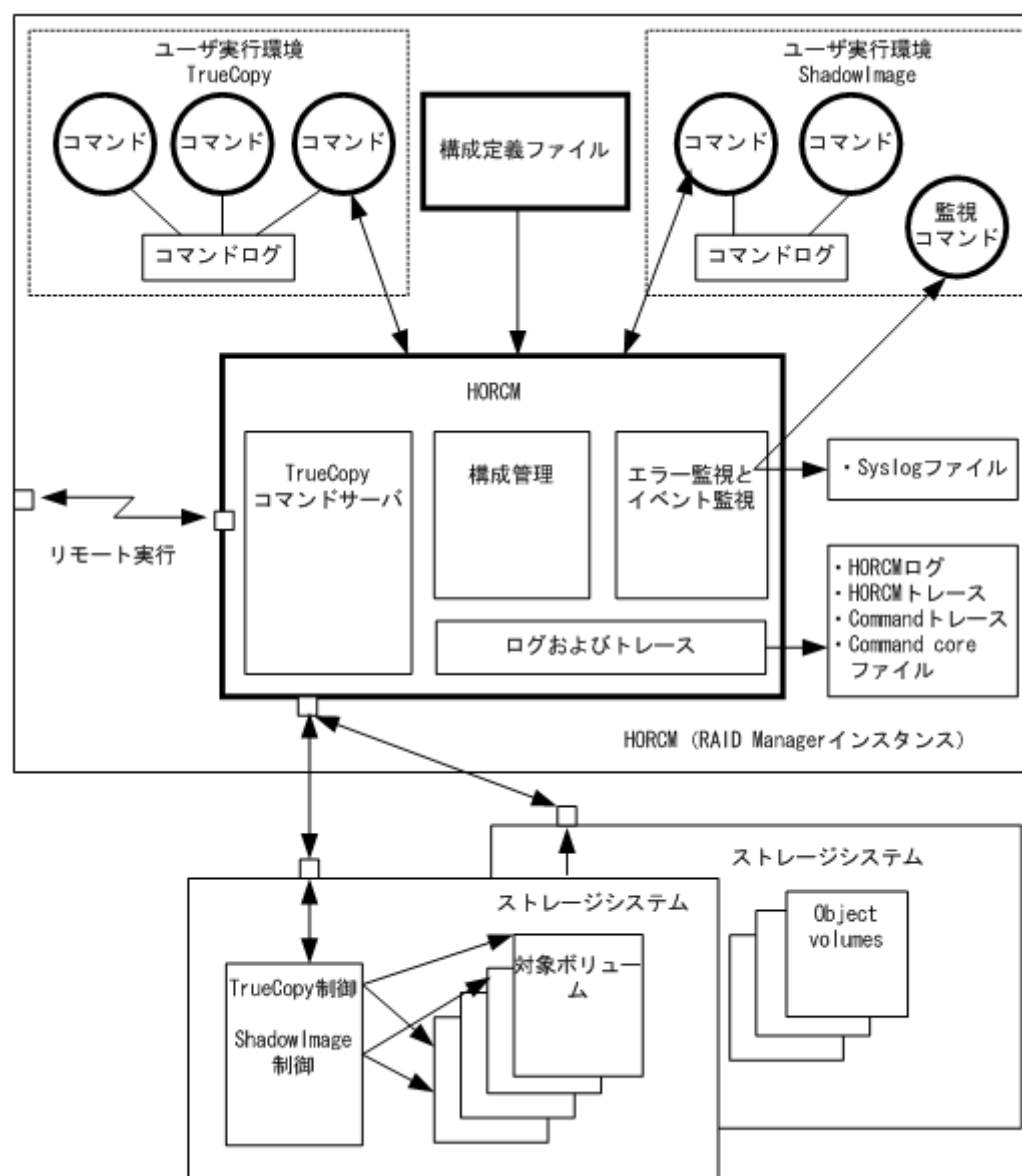 ユーザ実行環境
TrueCopy
コマンド
コマンド
コマンド
コマンドログ
構成定義ファイル
ユーザ実行環境
ShadowImage
コマンド
コマンド
監視
コマンド
コマンドログ
HORCM
TrueCopy
コマンドサーバ
構成管理
エラー監視と
イベント監視
・Syslogファイル
リモート実行
・HORCMログ
・HORCMトレース
・Commandトレース
・Command core
ファイル
ログおよびトレース
HORCM (RAID Managerインスタンス)
ストレージシステム
Object
volumes
ストレージシステム
対象ボリュー
ム
TrueCopy制御
ShadowImage
制御